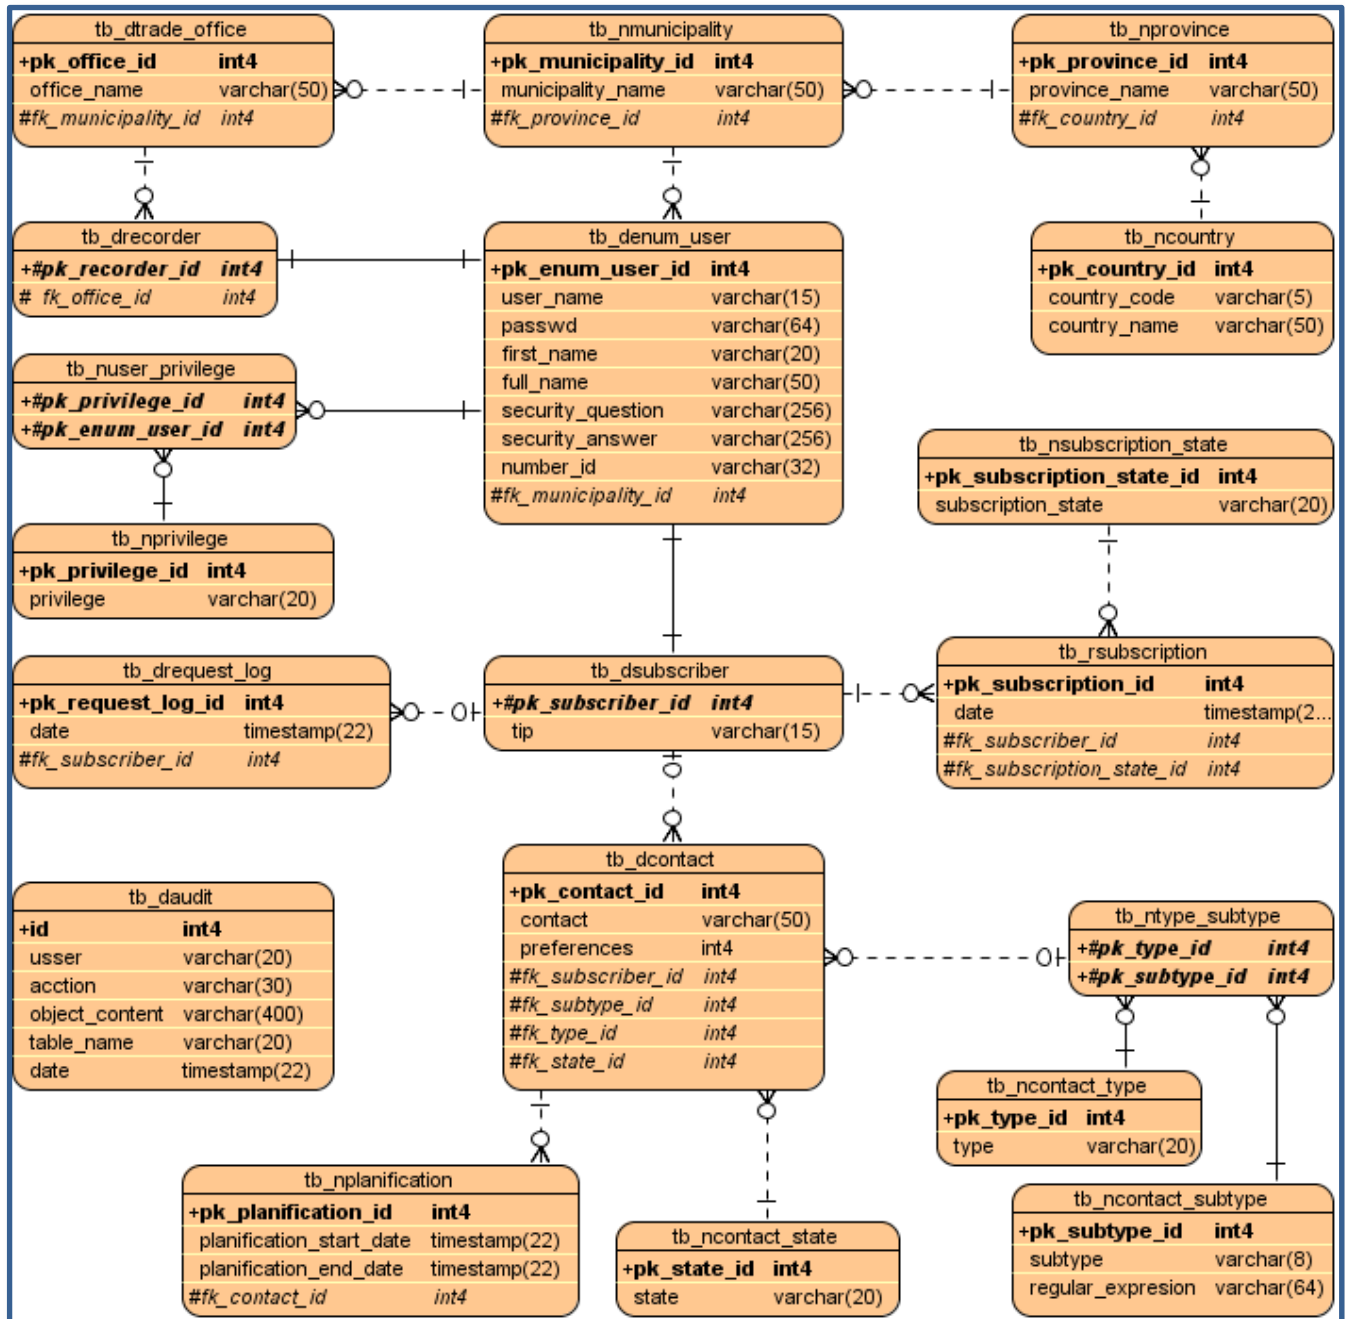 tb_dtrade_office
+pk_office_id int4
office_name varchar(50)
#fk_municipality_id int4
tb_nmunicipality
+pk_municipality_id int4
municipality_name varchar(50)
#fk_province_id int4
tb_nprovince
+pk_province_id int4
province_name varchar(50)
#fk_country_id int4
tb_drecorder
+#pk_recorder_id int4
# fk_office_id int4
tb_denum_user
+pk_enum_user_id int4
user_name varchar(15)
passwd varchar(64)
first_name varchar(20)
full_name varchar(50)
security_question varchar(256)
security_answer varchar(256)
number_id varchar(32)
#fk_municipality_id int4
tb_ncountry
+pk_country_id int4
country_code varchar(5)
country_name varchar(50)
tb_nuser_privilege
+#pk_privilege_id int4
+#pk_enum_user_id int4
tb_nsubscription_state
+pk_subscription_state_id int4
subscription_state varchar(20)
tb_nprivilege
+pk_privilege_id int4
privilege varchar(20)
tb_drequest_log
+pk_request_log_id int4
date timestamp(22)
#fk_subscriber_id int4
tb_dsubscriber
+#pk_subscriber_id int4
tip varchar(15)
tb_rsubscription
+pk_subscription_id int4
date timestamp(2...
#fk_subscriber_id int4
#fk_subscription_state_id int4
tb_daudit
+id int4
usser varchar(20)
acction varchar(30)
object_content varchar(400)
table_name varchar(20)
date timestamp(22)
tb_dcontact
+pk_contact_id int4
contact varchar(50)
preferences int4
#fk_subscriber_id int4
#fk_subtype_id int4
#fk_type_id int4
#fk_state_id int4
tb_ntype_subtype
+#pk_type_id int4
+#pk_subtype_id int4
tb_ncontact_type
+pk_type_id int4
type varchar(20)
tb_nplanification
+pk_planification_id int4
planification_start_date timestamp(22)
planification_end_date timestamp(22)
#fk_contact_id int4
tb_ncontact_state
+pk_state_id int4
state varchar(20)
tb_ncontact_subtype
+pk_subtype_id int4
subtype varchar(8)
regular_expresion varchar(64)